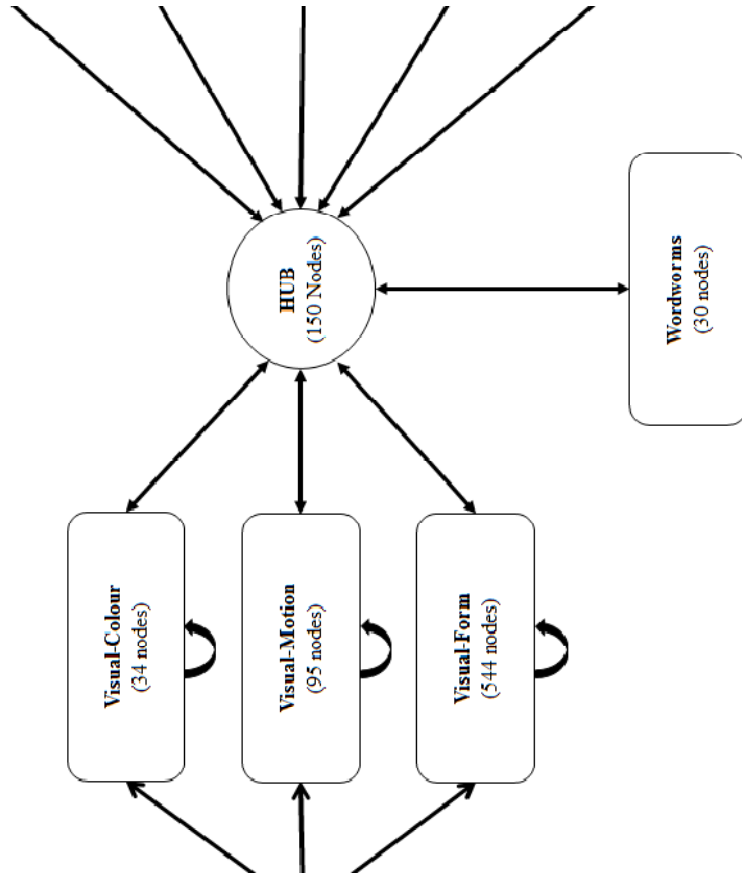 HUB
(150 Nodes)
Wordworms
(30 nodes)
Visual-Colour
(34 nodes)
Visual-Motion
(95 nodes)
Visual-Form
(544 nodes)